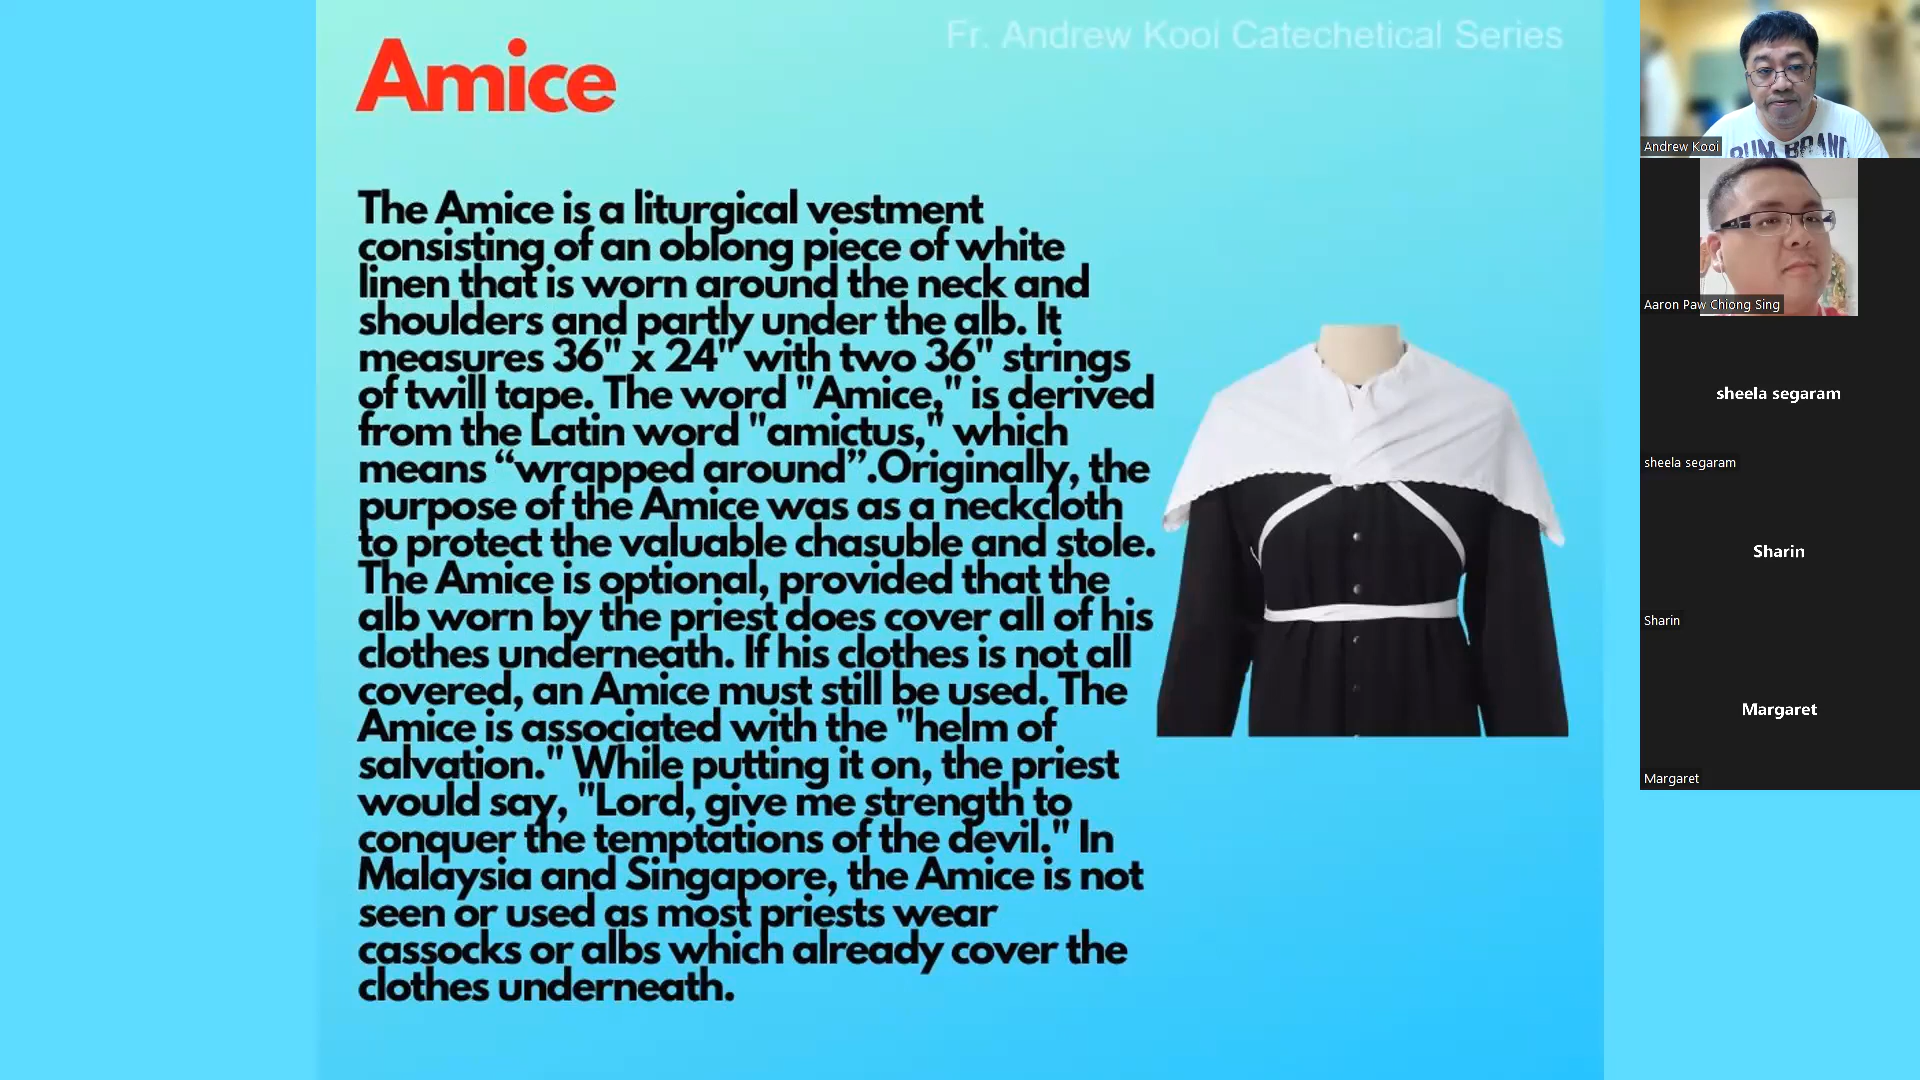 Fr. Andrew Kooi Catechetical Series
Amice
The Amice is a liturgical vestment
consisting of an oblong piece of white
linen that is worn around the neck and
shoulders and partly under the alb. It
measures 36" x 24" with two 36" strings
of twill tape. The word "Amice," is derived
from the Latin word "amictus," which
means “wrapped around”.Originally, the
purpose of the Amice was as a neckcloth
to protect the valuable chasuble and stole.
The Amice is optional, provided that the
alb worn by the priest does cover all of his
clothes underneath. If his clothes is not all
covered, an Amice must still be used. The
Amice is associated with the "helm of
salvation." While putting it on, the priest
would say, "Lord, give me strength to
conquer the temptations of the devil." In
Malaysia and Singapore, the Amice is not
seen or used as most priests wear
cassocks or albs which already cover the
clothes underneath.
BRAND
Andrew Kooi
Aaron Paw Chiong Sing
sheela segaram
sheela segaram
Sharin
Sharin
Margaret
Margaret